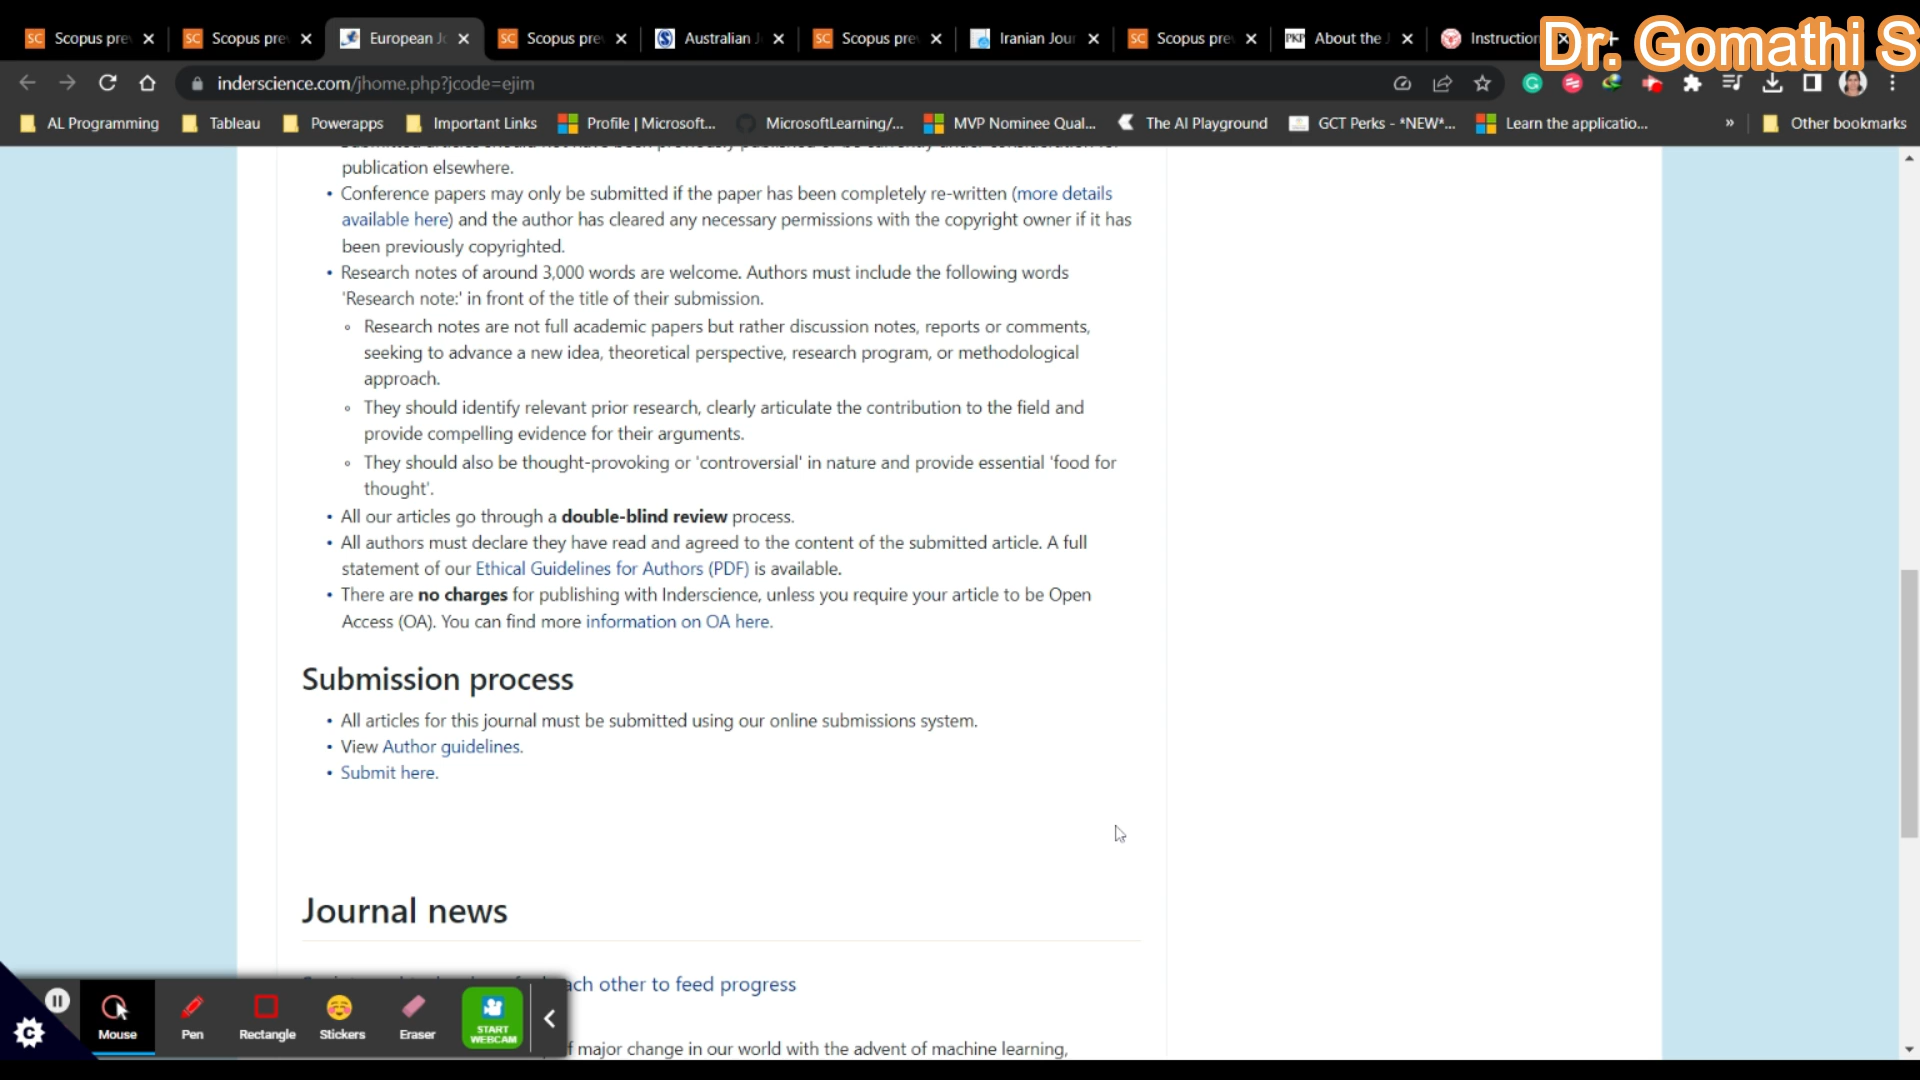 Scopus pre
Scopus pre
European Jo
Scopus pre
Australian J
Scopus pre
Iranian Jour
Scopus pre
PKP About the J
Instruction
Dr. Gomathi S
inderscience.com/jhome.php?jcode=ejim
AL Programming
Tableau
Powerapps
Important Links
Profile | Microsoft...
MicrosoftLearning/...
MVP Nominee Qual...
The AI Playground
GCT Perks - *NEW*...
Learn the applicatio...
»
Other bookmarks
publication elsewhere.
• Conference papers may only be submitted if the paper has been completely re-written (more details
available here) and the author has cleared any necessary permissions with the copyright owner if it has
been previously copyrighted.
• Research notes of around 3,000 words are welcome. Authors must include the following words
'Research note:' in front of the title of their submission.
◦ Research notes are not full academic papers but rather discussion notes, reports or comments,
seeking to advance a new idea, theoretical perspective, research program, or methodological
approach.
◦ They should identify relevant prior research, clearly articulate the contribution to the field and
provide compelling evidence for their arguments.
◦ They should also be thought-provoking or 'controversial' in nature and provide essential 'food for
thought'.
• All our articles go through a double-blind review process.
• All authors must declare they have read and agreed to the content of the submitted article. A full
statement of our Ethical Guidelines for Authors (PDF) is available.
• There are no charges for publishing with Inderscience, unless you require your article to be Open
Access (OA). You can find more information on OA here.
Submission process
• All articles for this journal must be submitted using our online submissions system.
• View Author guidelines.
• Submit here.
Journal news
ach other to feed progress
f major change in our world with the advent of machine learning,
Mouse
Pen
Rectangle
Stickers
Eraser
START
WEBCAM